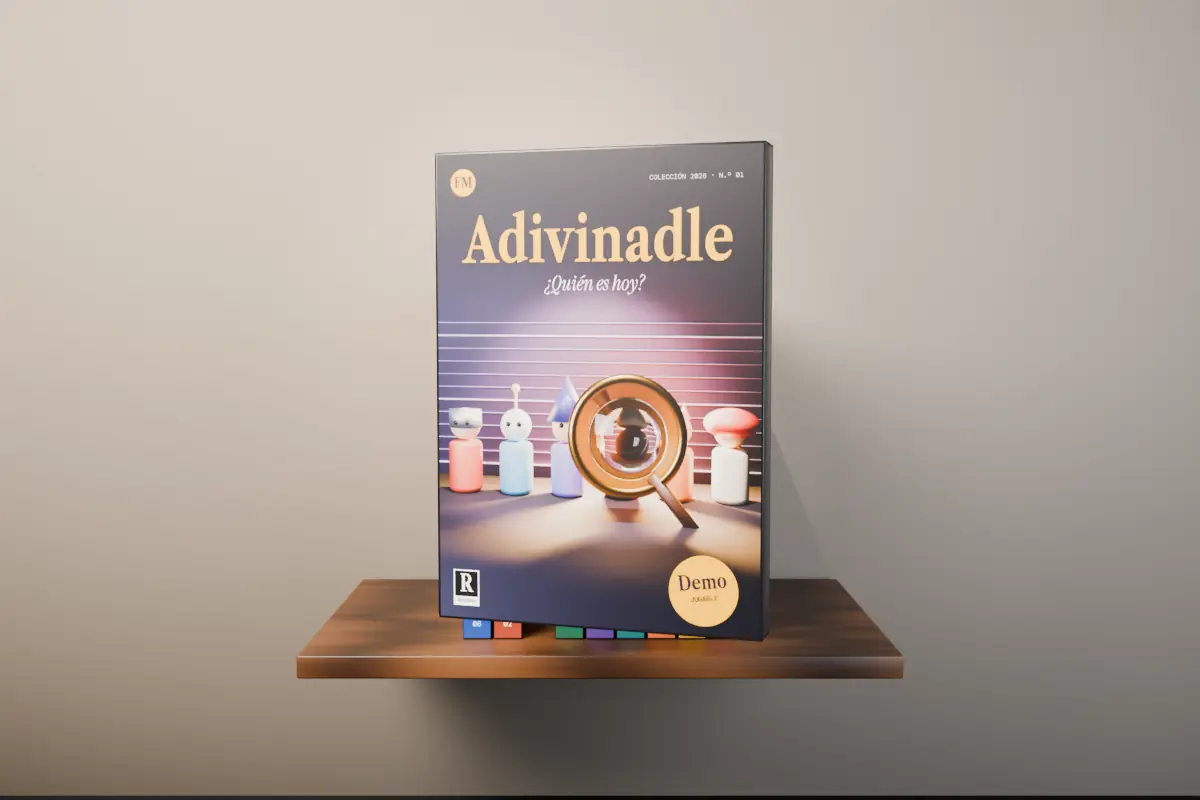 FM
COLECCIÓN 2026 · N.º 01
Adivinadle
¿Quién es hoy?
R
Demo
06
02